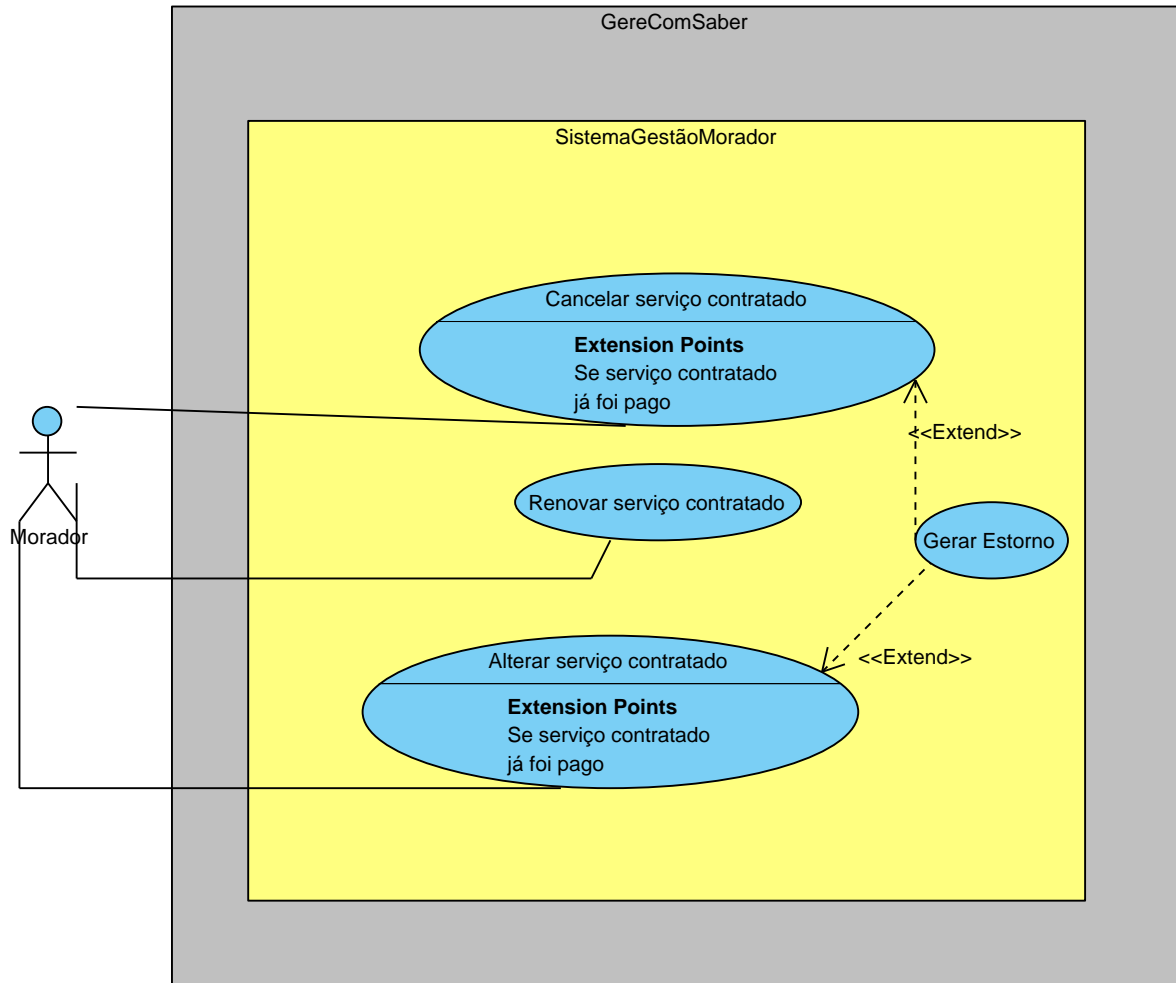 GereComSaber
SistemaGestãoMorador
Cancelar serviço contratado
Extension Points
Se serviço contratado
já foi pago
<<Extend>>
Renovar serviço contratado
Morador
Gerar Estorno
Alterar serviço contratado
<<Extend>>
Extension Points
Se serviço contratado
já foi pago